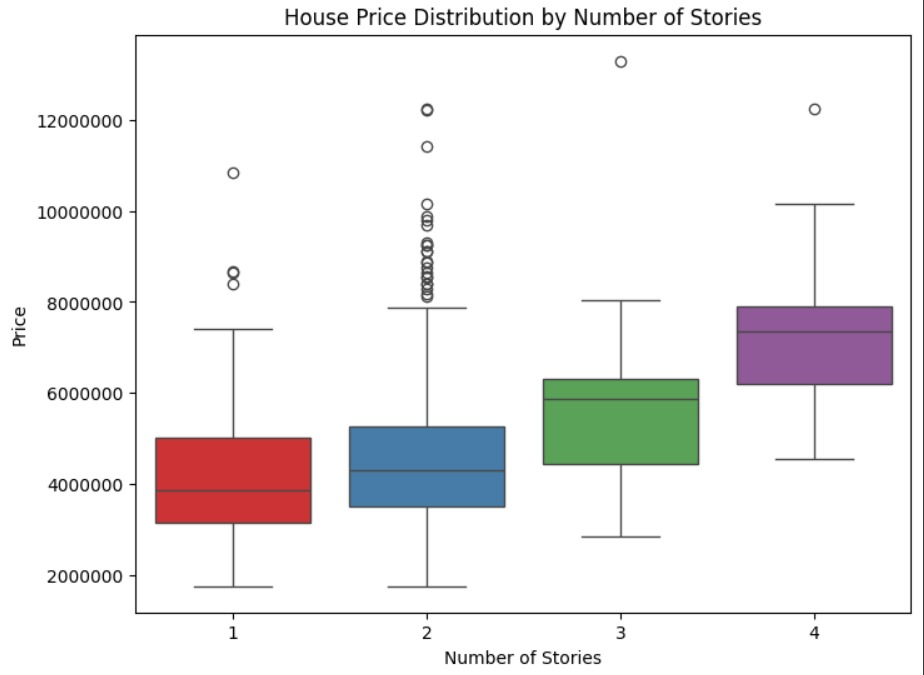 House Price Distribution by Number of Stories
12000000
10000000
8000000
6000000
4000000
2000000
Price
1 2 3 4
Number of Stories